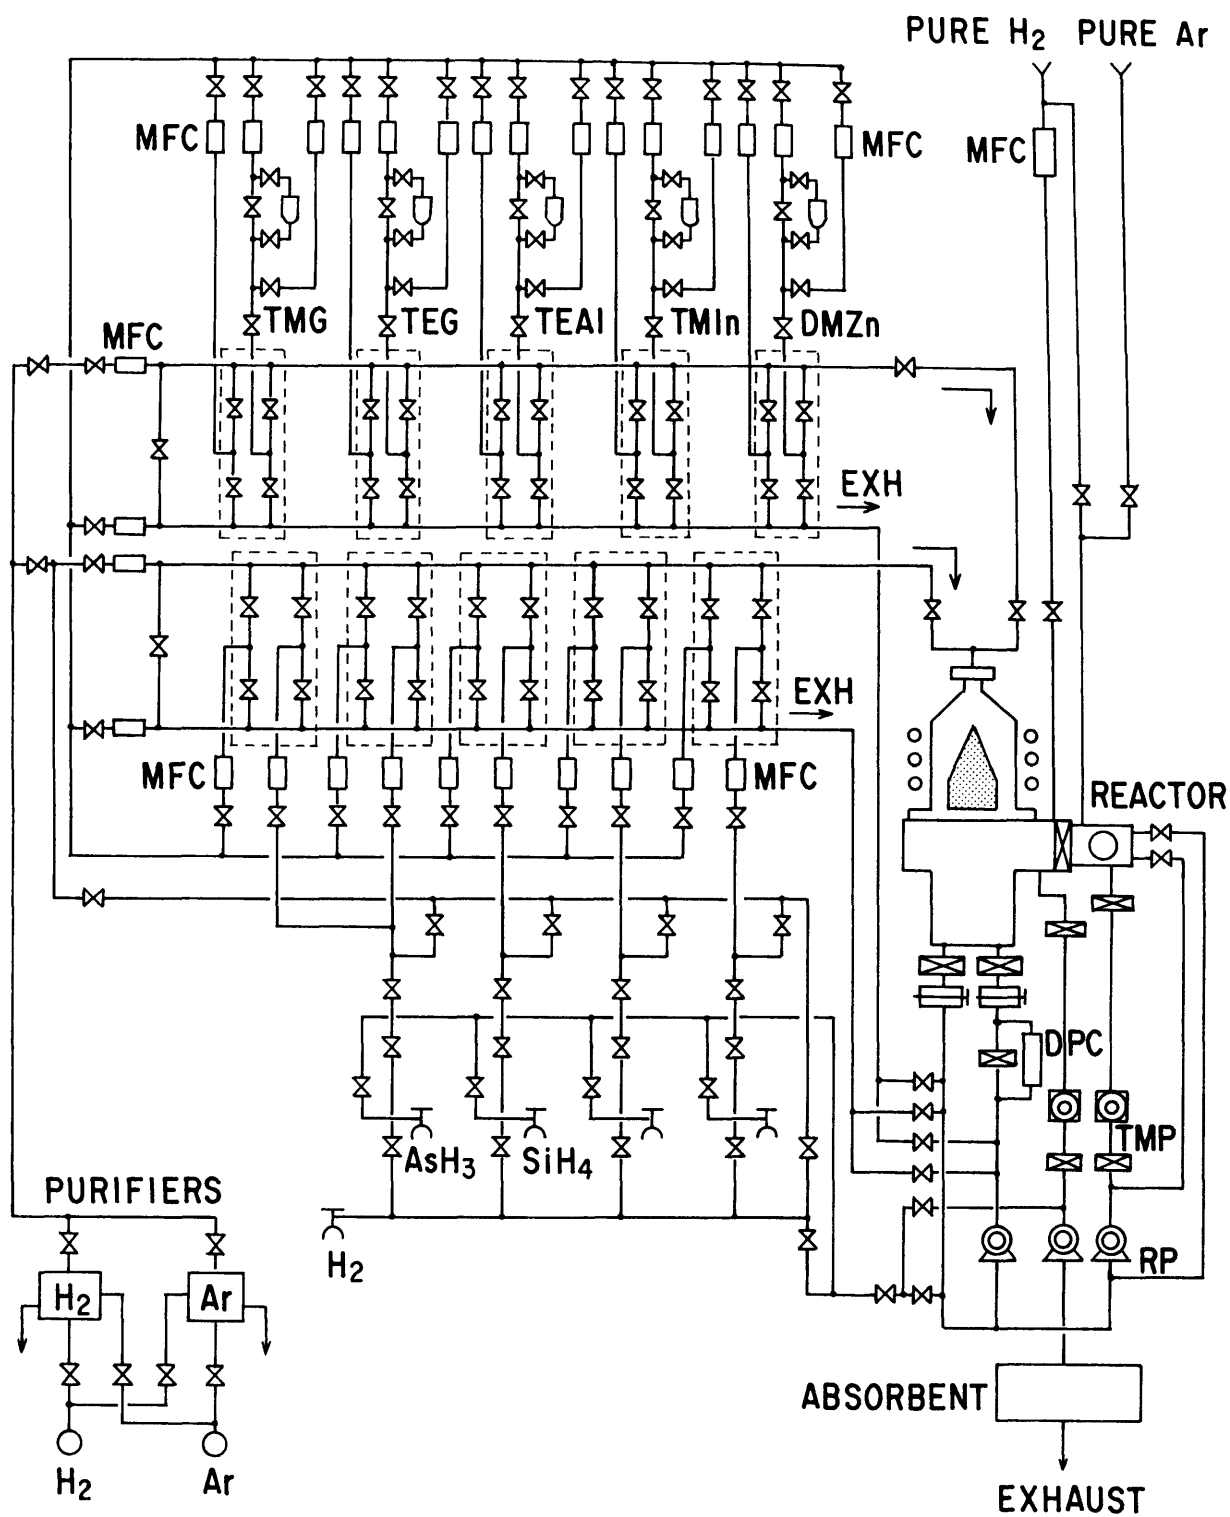 PURE H2 PURE Ar
MFC
MFC
MFC
TMG
TEG
TEAl
TMIn
DMZn
MFC
EXH
EXH
MFC
MFC
REACTOR
DPC
TMP
AsH3
SiH4
PURIFIERS
H2
RP
H2
Ar
ABSORBENT
H2
Ar
EXHAUST